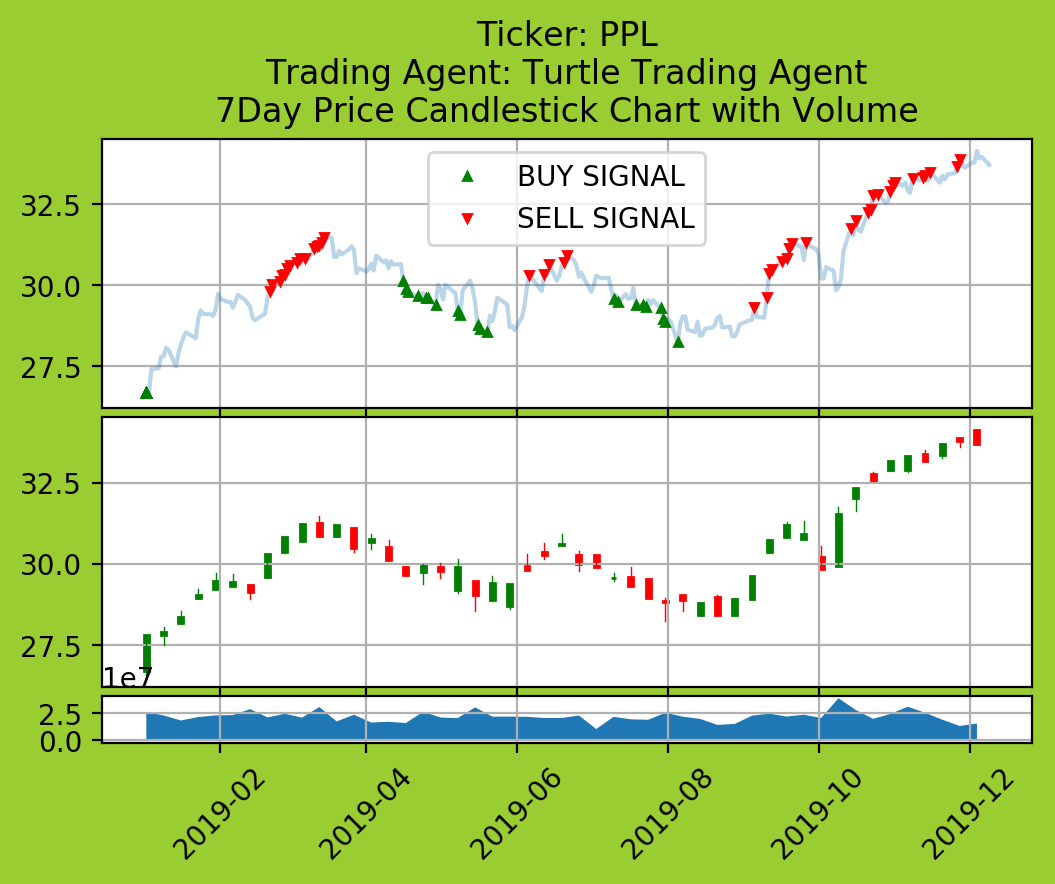 Ticker: PPL
Trading Agent: Turtle Trading Agent
7Day Price Candlestick Chart with Volume
BUY SIGNAL
SELL SIGNAL
32.5
30.0
27.5
32.5
30.0
27.5
1e7
2.5
0.0
2019-02
2019-04
2019-06
2019-08
2019-10
2019-12